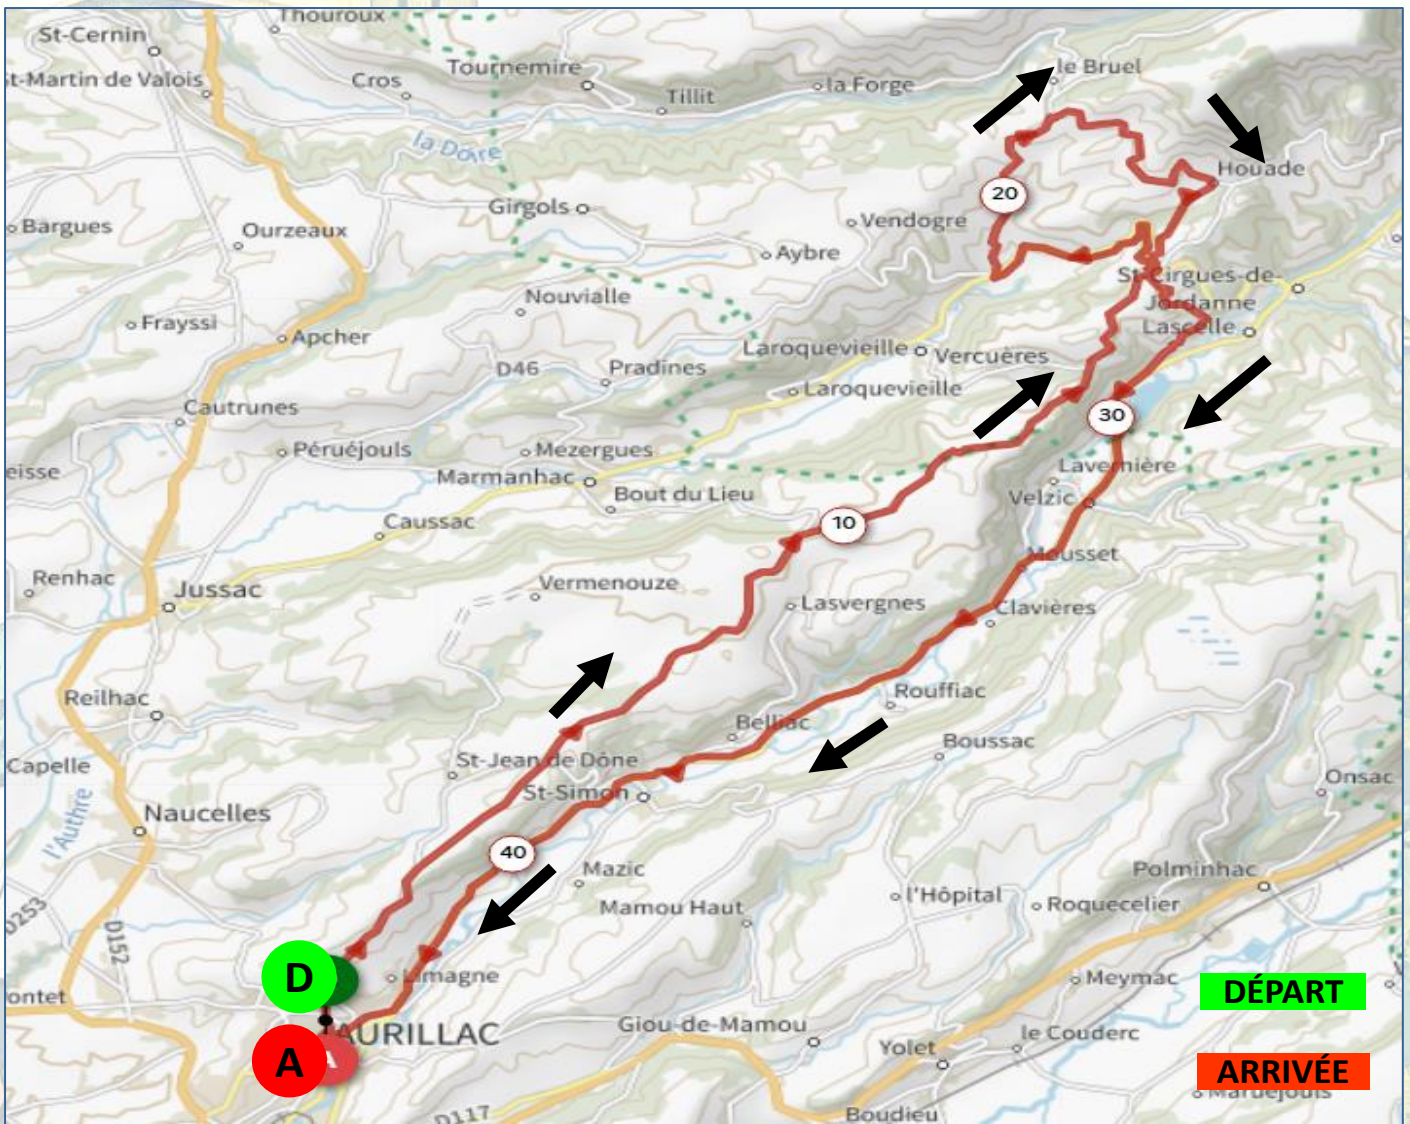 Thouroux
St-Cernin
le Bruel
Tournemire
St-Martin de Valois
Cros
la Forge
Tillit
la Doire
Houade
20
Girgols
Vendogre
Bargues
Ourzeaux
Aybre
St-Cirgues-de-
Jordanne
Nouvialle
Frayssi
Lascelle
Apcher
Laroquevieille
Vercuères
D46
Pradines
Laroquevieille
Cautrunes
30
Péruéjouls
Mezergues
eisse
Marmanhac
Lavernière
Bout du Lieu
Velzic
Caussac
10
Mousset
Renhac
Jussac
Vermenouze
Lasvergnes
Clavières
Reilhac
Rouffiac
Belliac
Boussac
Capelle
St-Jean de Dône
Onsac
St-Simon
Naucelles
l'Authre
40
Mazic
Polminhac
l'Hôpital
Mamou Haut
Roquecelier
D253
D152
D
Limagne
Meymac
DÉPART
ontet
AURILLAC
Giou-de-Mamou
le Couderc
Yolet
A
A
ARRIVÉE
Maruejouls
D117
Boudieu